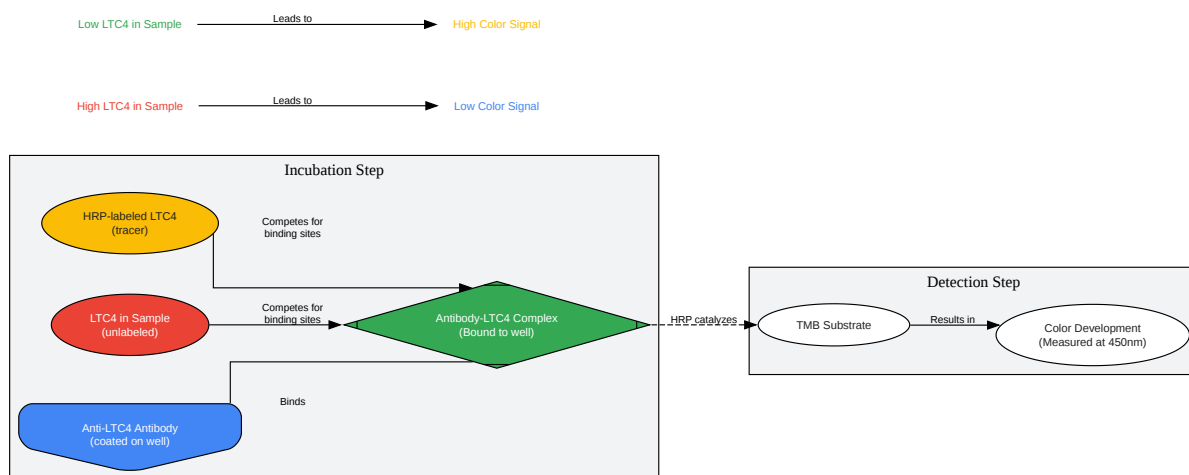 Low LTC4 in Sample
Leads to
High Color Signal
High LTC4 in Sample
Leads to
Low Color Signal
Incubation Step
HRP-labeled LTC4
(tracer)
Competes for
binding sites
LTC4 in Sample
(unlabeled)
Competes for
binding sites
Antibody-LTC4 Complex
(Bound to well)
Anti-LTC4 Antibody
(coated on well)
Binds
HRP catalyzes
Detection Step
TMB Substrate
Results in
Color Development
(Measured at 450nm)